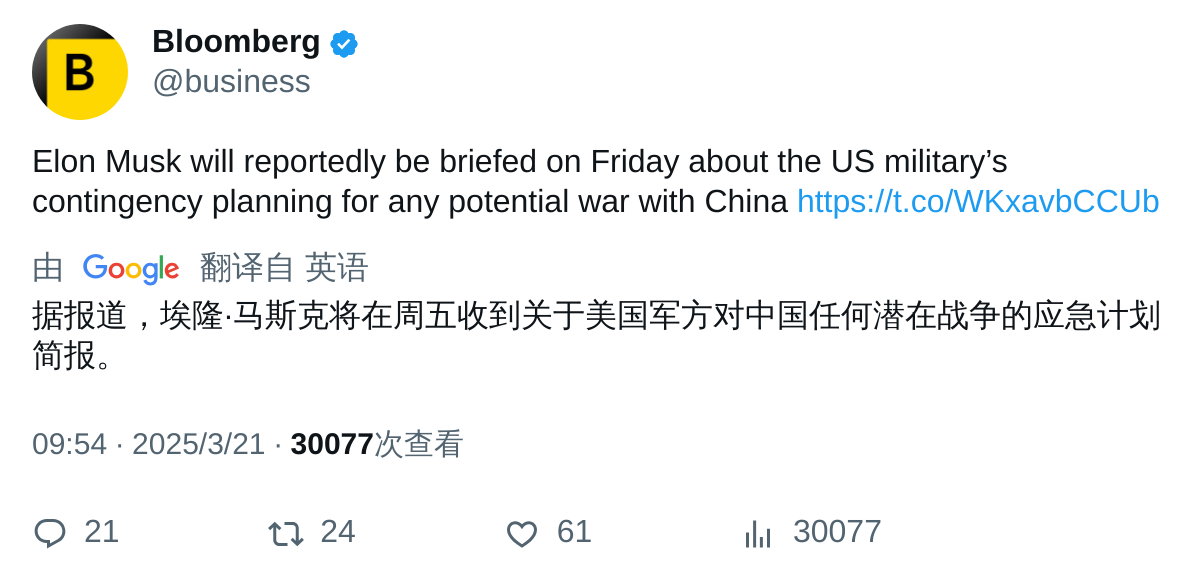 B
Bloomberg
@business
Elon Musk will reportedly be briefed on Friday about the US military’s
contingency planning for any potential war with China https://t.co/WKxavbCCUb
由 Google 翻译自 英语
据报道，埃隆·马斯克将在周五收到关于美国军方对中国任何潜在战争的应急计划
简报。
09:54 · 2025/3/21 · 30077次查看
21 24 61 30077